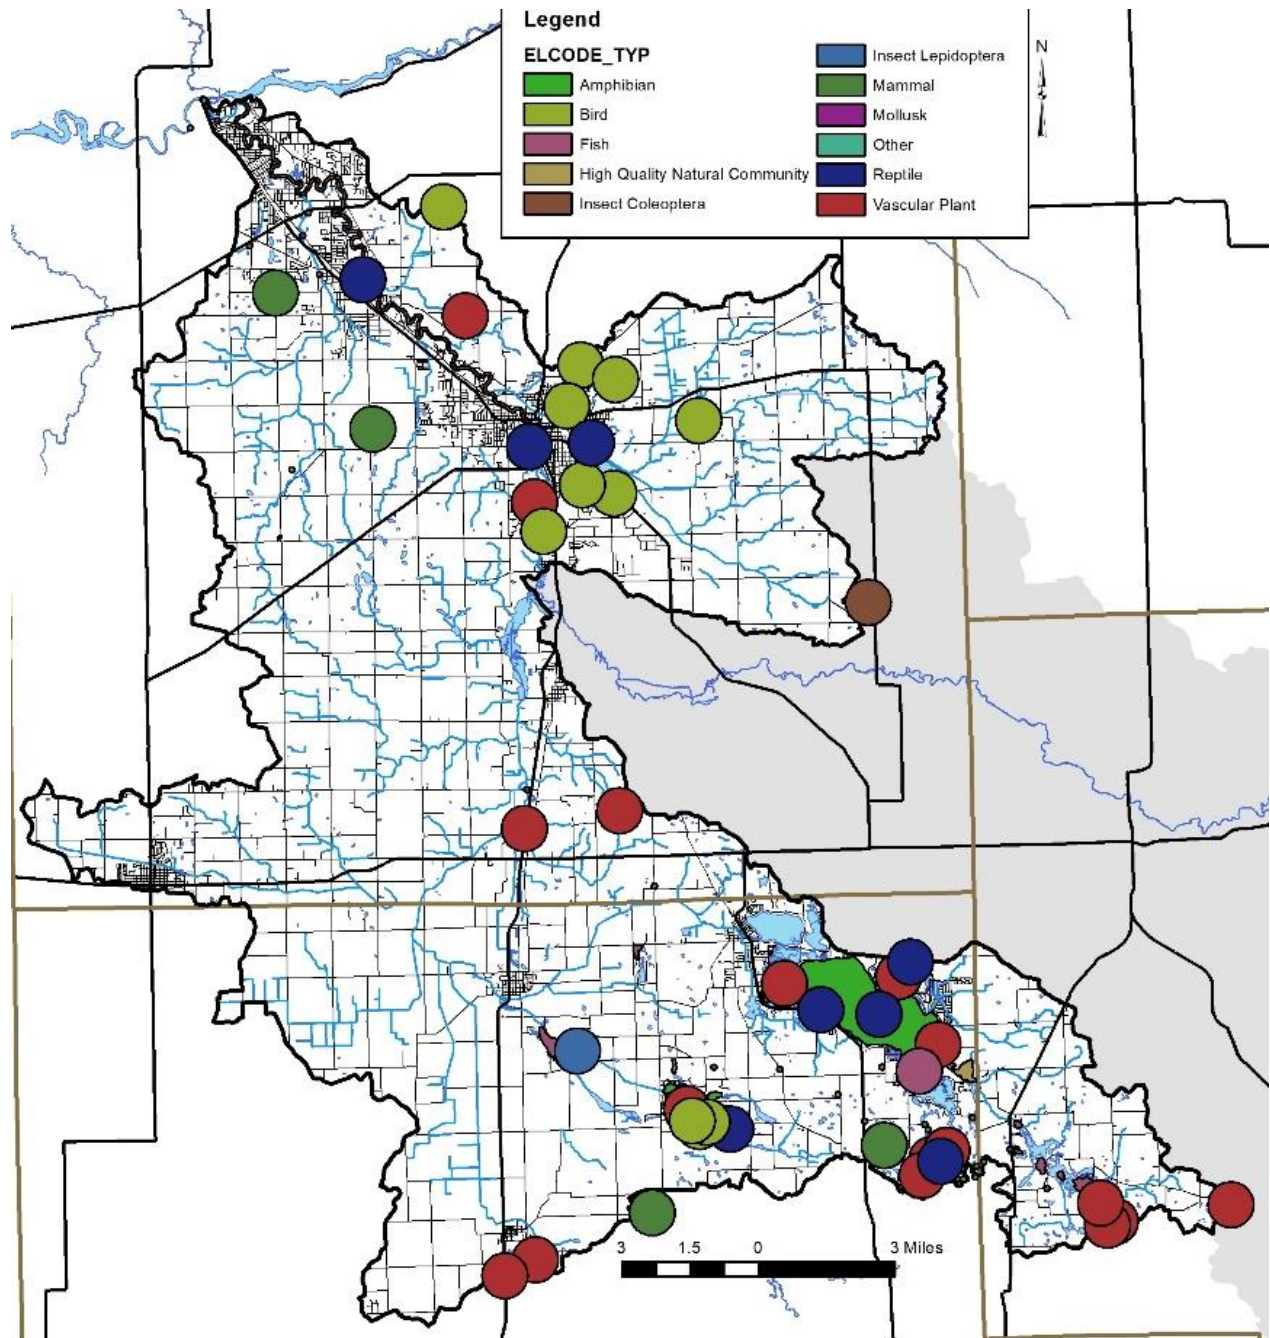 Legend
ELCODE_TYP
Amphibian
Bird
Fish
High Quality Natural Community
Insect Coleoptera
Insect Lepidoptera
Mammal
Mollusk
Other
Reptile
Vascular Plant
N
3 1.5 0 3 Miles